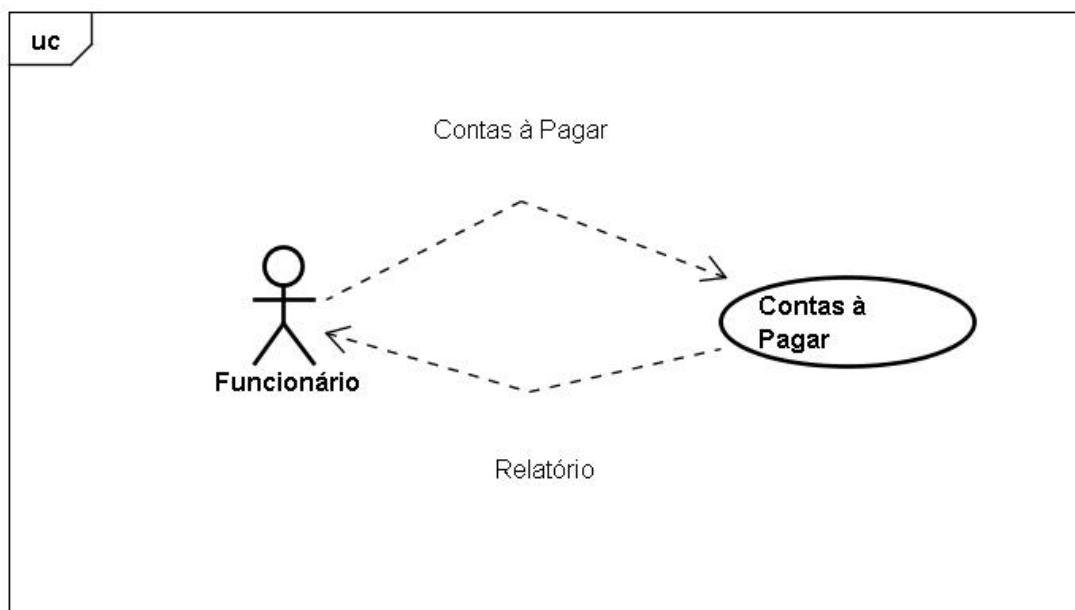 uc
Contas à Pagar
Contas à
Pagar
Funcionário
Relatório